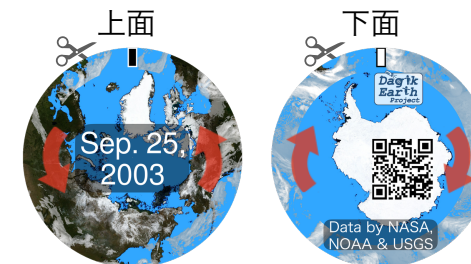 上面
下面
Dagik
Earth
Project
Sep. 25,
2003
Data by NASA,
NOAA & USGS